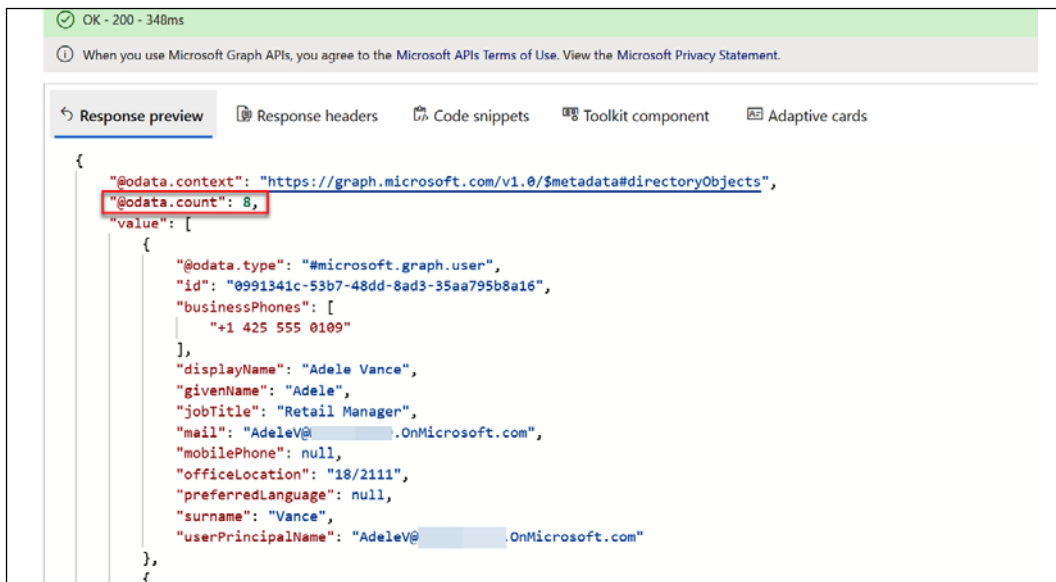 OK - 200 - 348ms
When you use Microsoft Graph APIs, you agree to the Microsoft APIs Terms of Use. View the Microsoft Privacy Statement.
Response preview Response headers Code snippets Toolkit component Adaptive cards
{
"@odata.context": "https://graph.microsoft.com/v1.0/$metadata#directoryObjects",
"@odata.count": 8,
"value": [
{
"@odata.type": "#microsoft.graph.user",
"id": "0991341c-53b7-48dd-8ad3-35aa795b8a16",
"businessPhones": [
"+1 425 555 0109"
],
"displayName": "Adele Vance",
"givenName": "Adele",
"jobTitle": "Retail Manager",
"mail": "AdeleV@ .OnMicrosoft.com",
"mobilePhone": null,
"officeLocation": "18/2111",
"preferredLanguage": null,
"surname": "Vance",
"userPrincipalName": "AdeleV@ .OnMicrosoft.com"
},
{